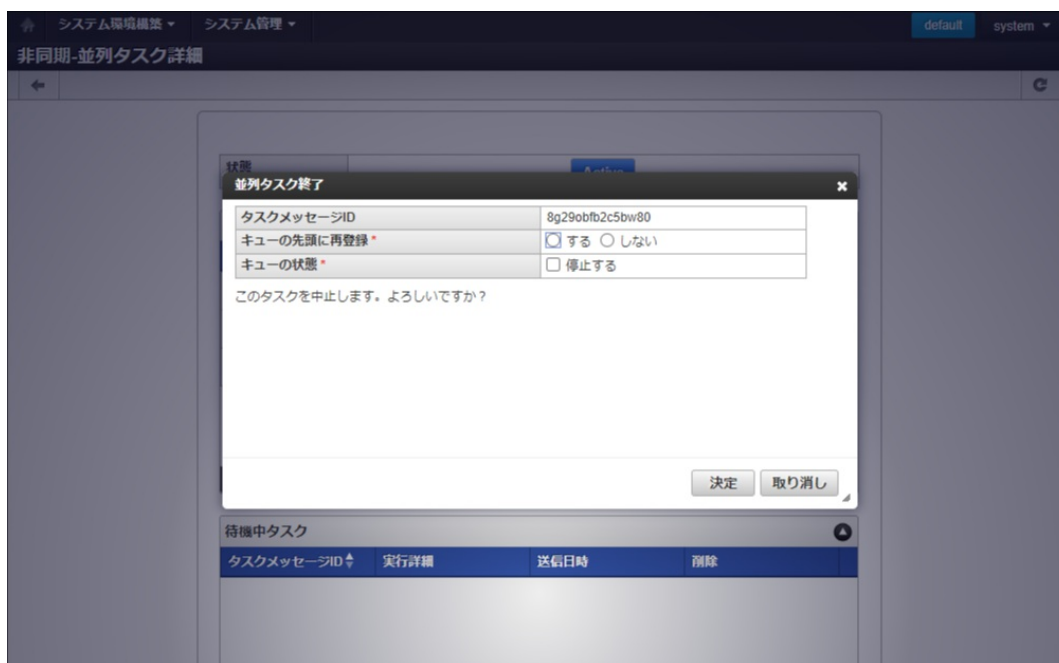 システム環境構築 システム管理 default system
非同期-並列タスク詳細
状態 Active
並列タスク終了
タスクメッセージID 8g29obfb2c5bw80
キューの先頭に再登録 * する しない
キューの状態 * 停止する
このタスクを中止します。よろしいですか？
決定 取り消し
待機中タスク
タスクメッセージID 実行詳細 送信日時 削除